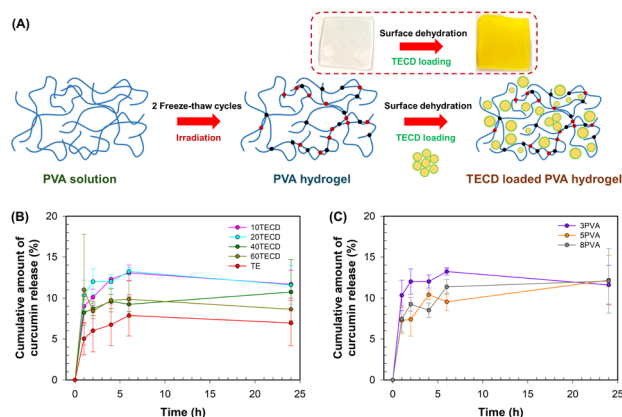 (A)
Surface dehydration
TECD loading
2 Freeze-thaw cycles
Irradiation
Surface dehydration
TECD loading
PVA solution
PVA hydrogel
TECD loaded PVA hydrogel
(B)
Cumulative amount of
curcumin release (%)
20
15
10
5
0
10TECD
20TECD
40TECD
60TECD
TE
0
5
10
15
20
25
Time (h)
(C)
Cumulative amount of
curcumin release (%)
20
15
10
5
0
3PVA
5PVA
8PVA
0
5
10
15
20
25
Time (h)